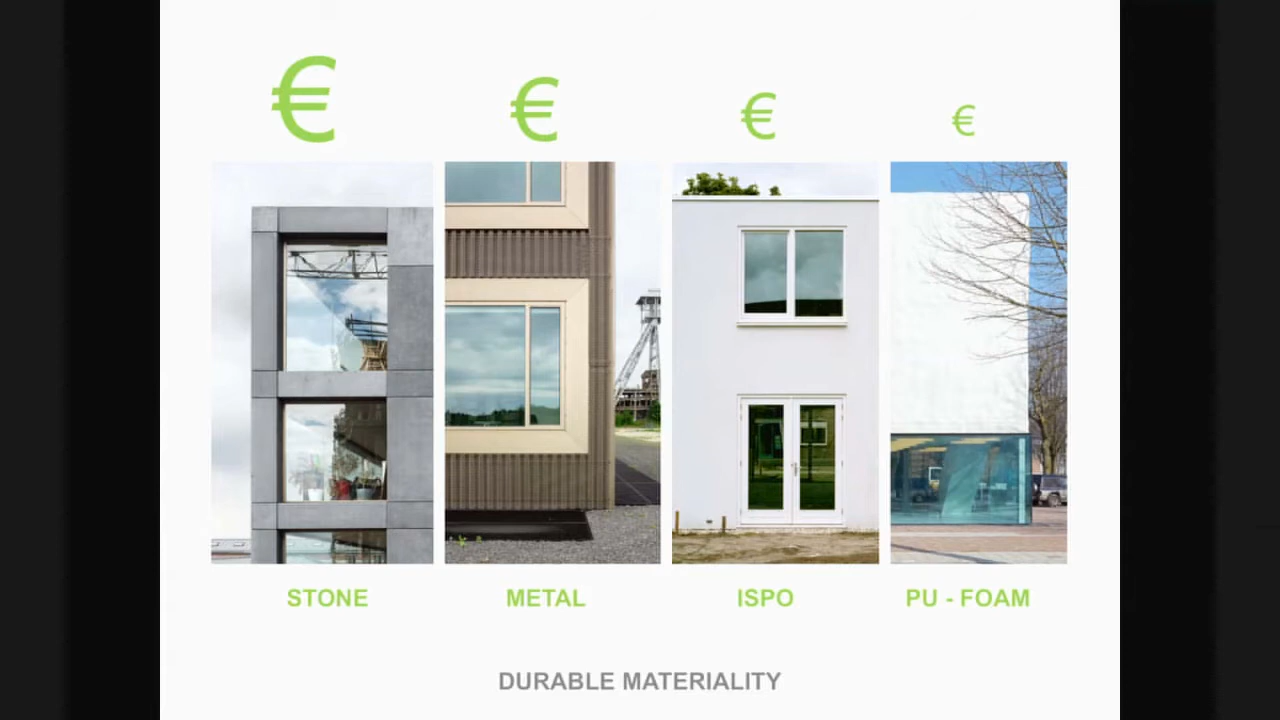 € € € €
STONE METAL ISPO PU - FOAM
DURABLE MATERIALITY